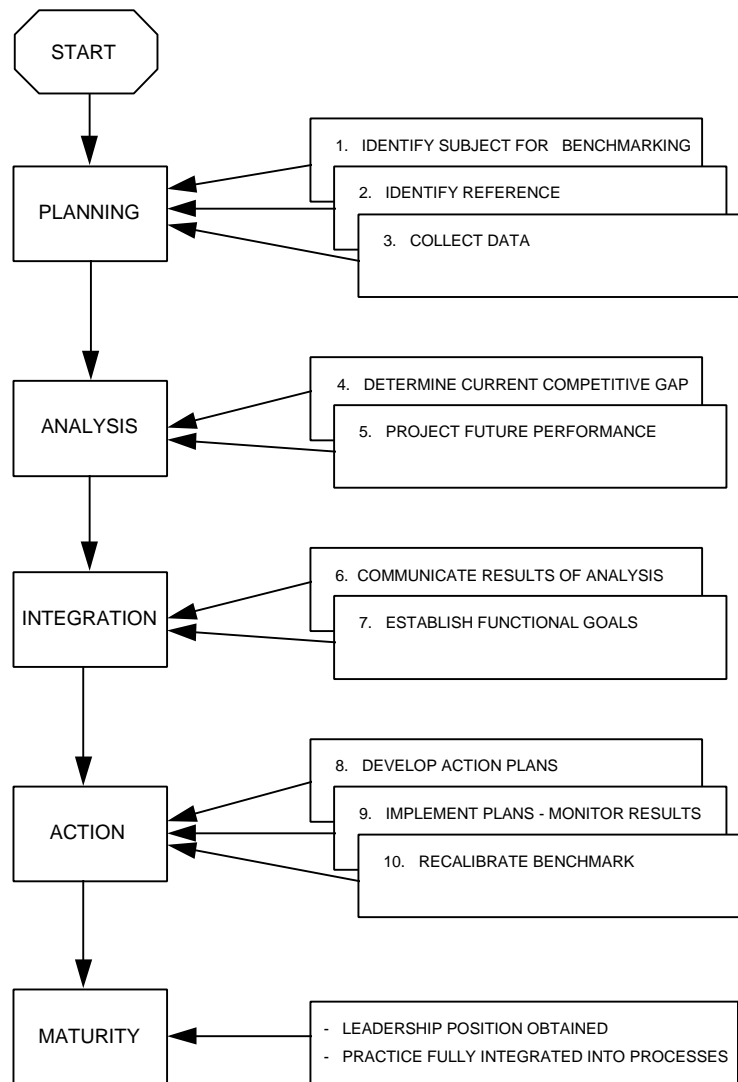 START
1. IDENTIFY SUBJECT FOR BENCHMARKING
2. IDENTIFY REFERENCE
PLANNING
3. COLLECT DATA
4. DETERMINE CURRENT COMPETITIVE GAP
ANALYSIS
5. PROJECT FUTURE PERFORMANCE
6. COMMUNICATE RESULTS OF ANALYSIS
INTEGRATION
7. ESTABLISH FUNCTIONAL GOALS
8. DEVELOP ACTION PLANS
9. IMPLEMENT PLANS - MONITOR RESULTS
ACTION
10. RECALIBRATE BENCHMARK
MATURITY
- LEADERSHIP POSITION OBTAINED
- PRACTICE FULLY INTEGRATED INTO PROCESSES